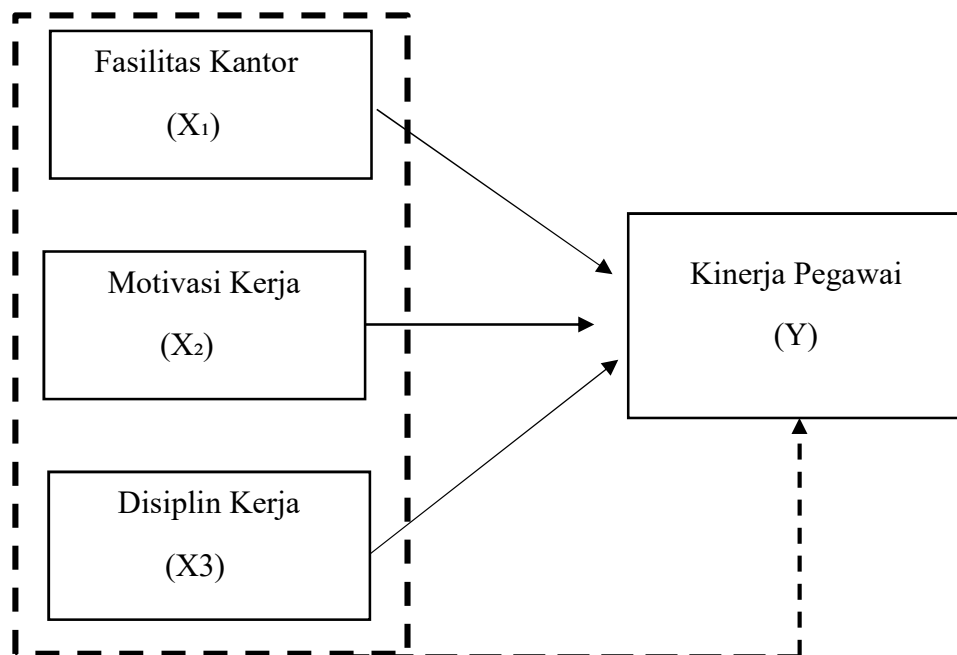 Fasilitas Kantor
(X₁)
Motivasi Kerja
(X₂)
Disiplin Kerja
(X3)
Kinerja Pegawai
(Y)